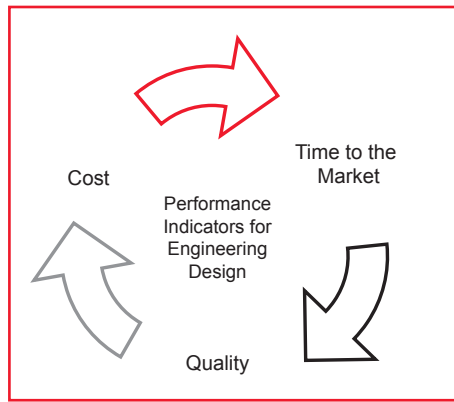 Time to the
Market
Cost
Performance
Indicators for
Engineering
Design
Quality